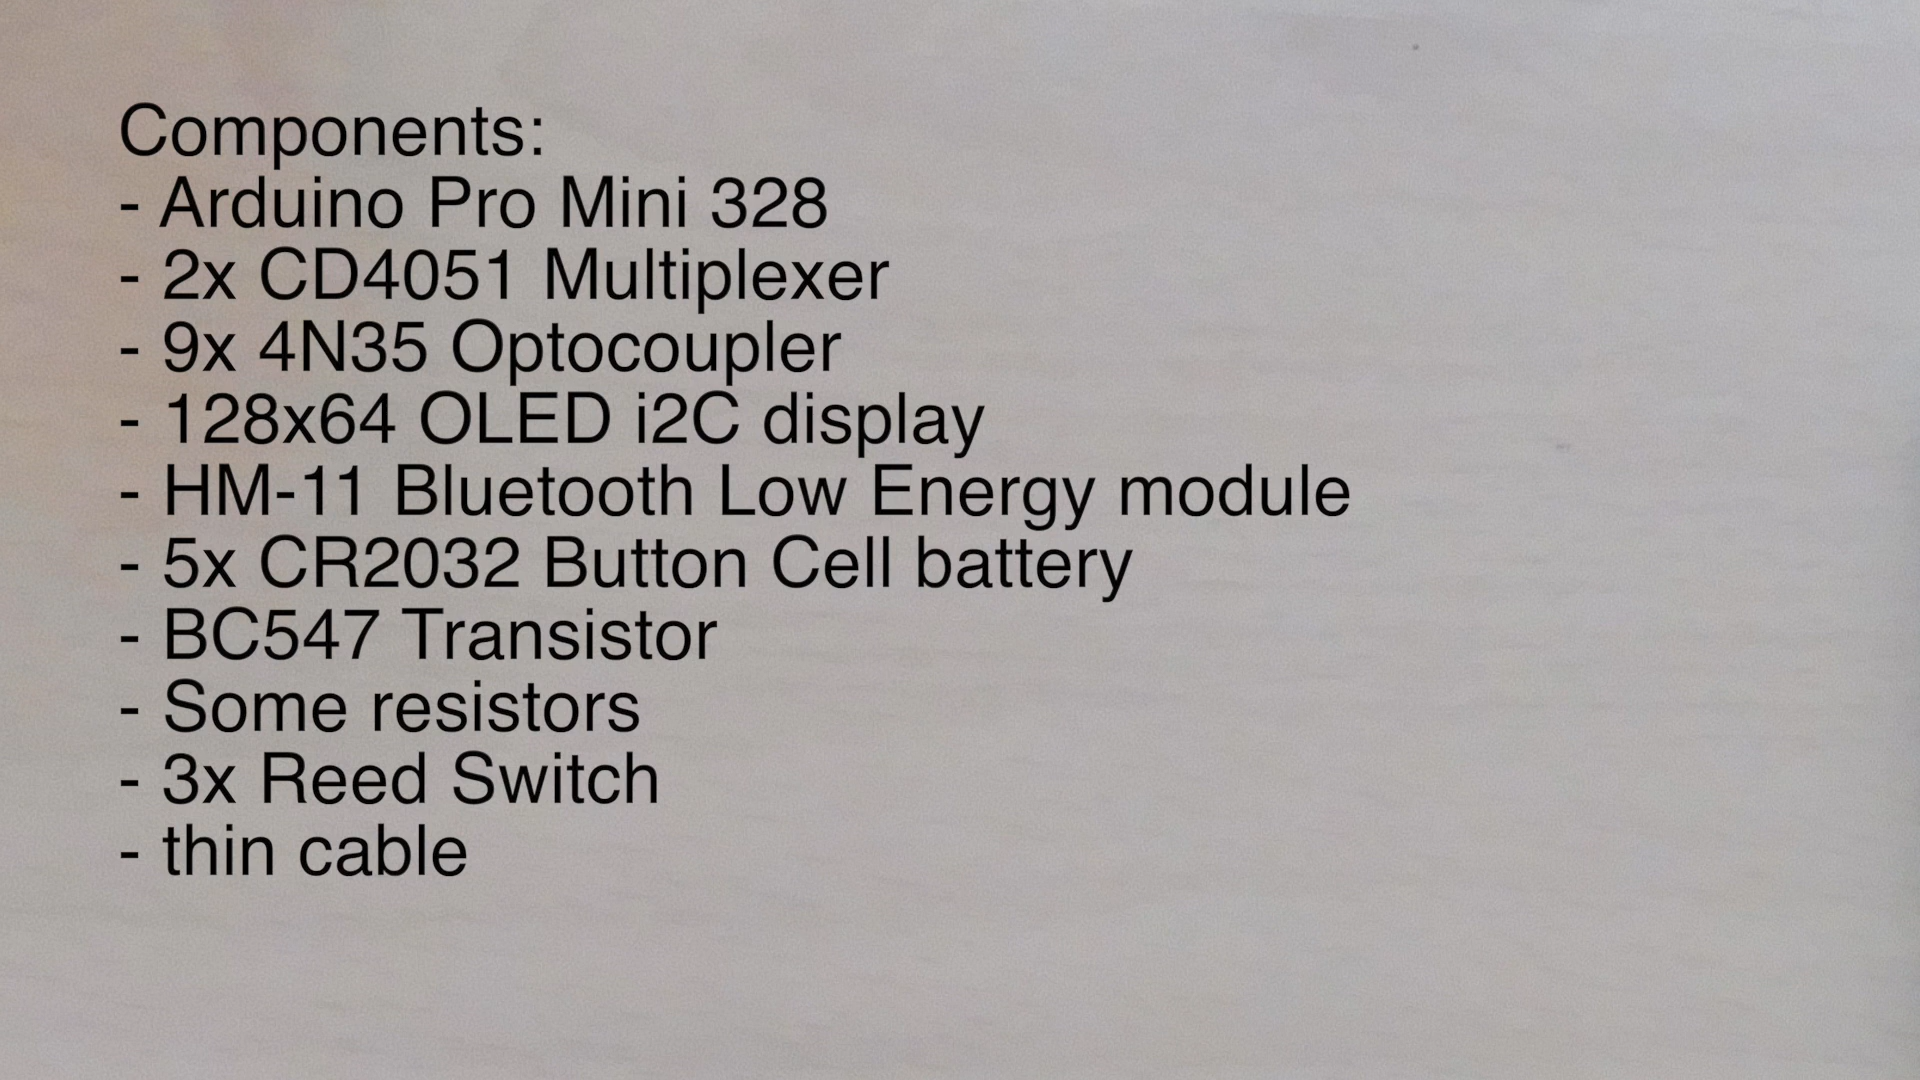 Components:
- Arduino Pro Mini 328
- 2x CD4051 Multiplexer
- 9x 4N35 Optocoupler
- 128x64 OLED i2C display
- HM-11 Bluetooth Low Energy module
- 5x CR2032 Button Cell battery
- BC547 Transistor
- Some resistors
- 3x Reed Switch
- thin cable